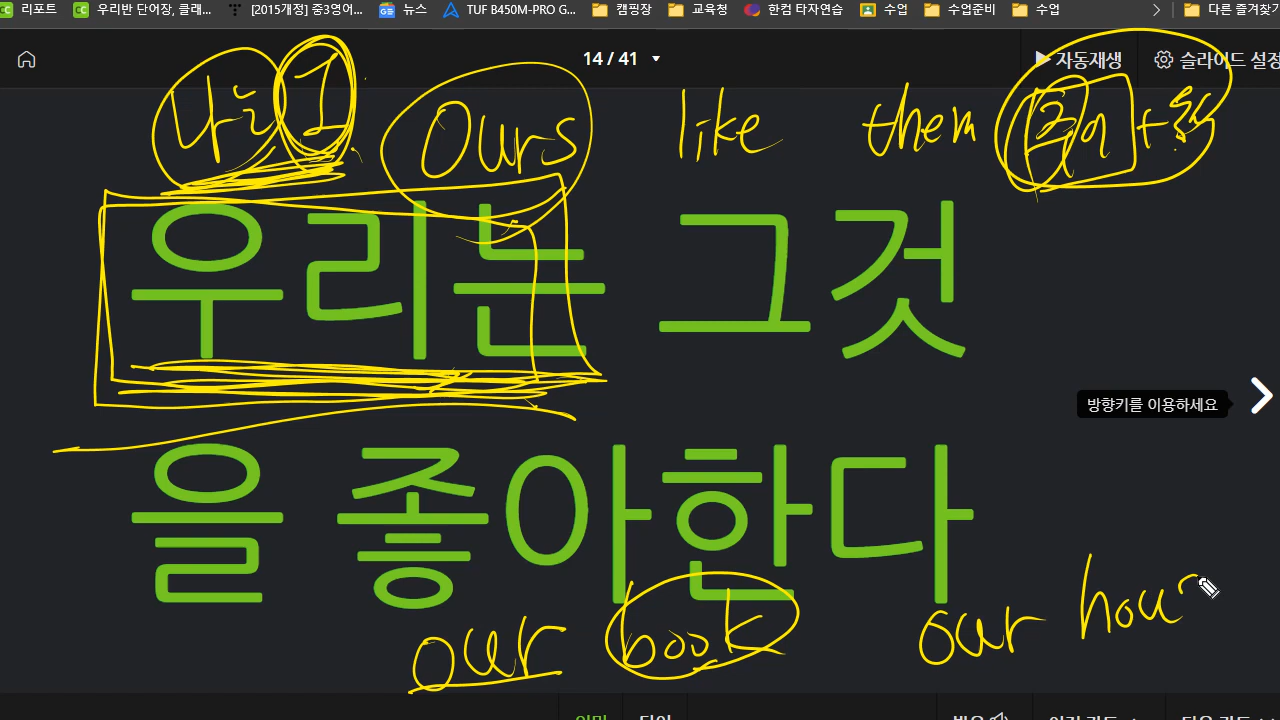 리포트 우리반 단어장, 클래... [2015개정] 중3영어... 뉴스 TUF B450M-PRO G... 캠핑장 교육청 한컴 타자연습 수업 수업준비 수업 다른 즐겨찾기
14 / 41 자동재생 슬라이드 설정
나는 I ours like them
우리는 그것
방향키를 이용하세요
을 좋아한다
our book our hou